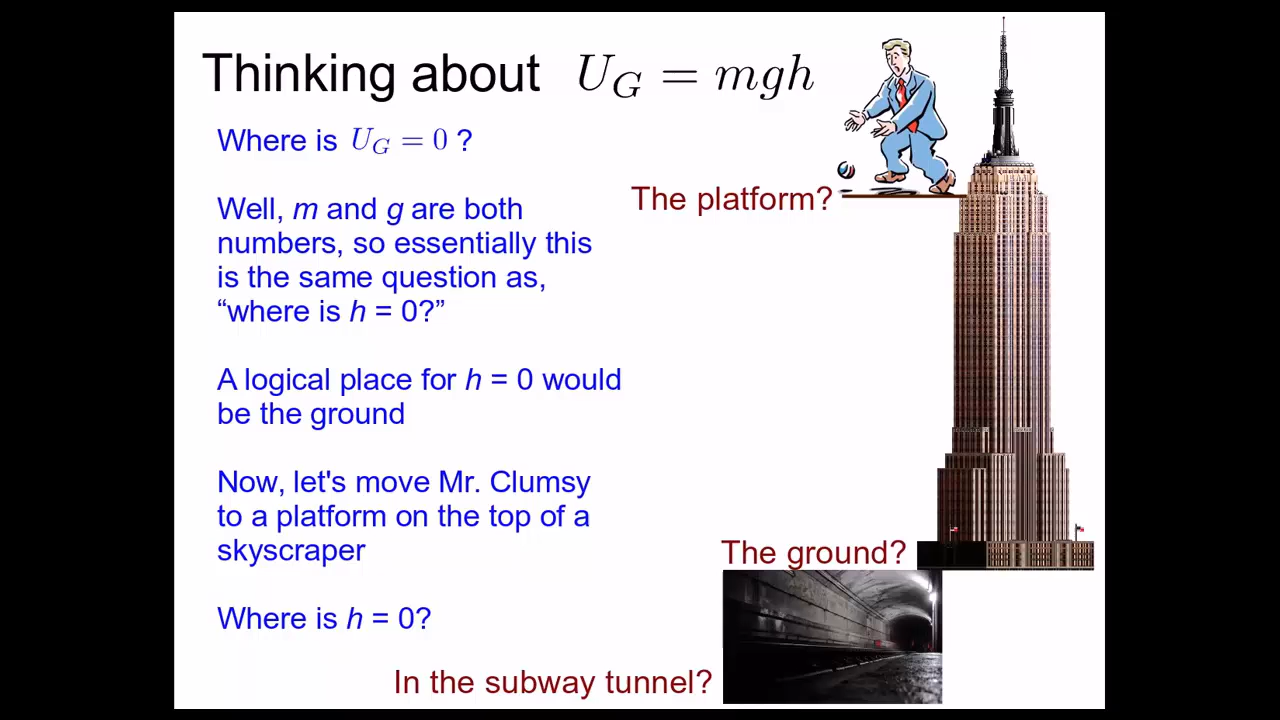 Thinking about U_G = mgh
Where is U_G = 0 ?
Well, m and g are both
numbers, so essentially this
is the same question as,
“where is h = 0?”
A logical place for h = 0 would
be the ground
Now, let's move Mr. Clumsy
to a platform on the top of a
skyscraper
Where is h = 0?
The platform?
The ground?
In the subway tunnel?